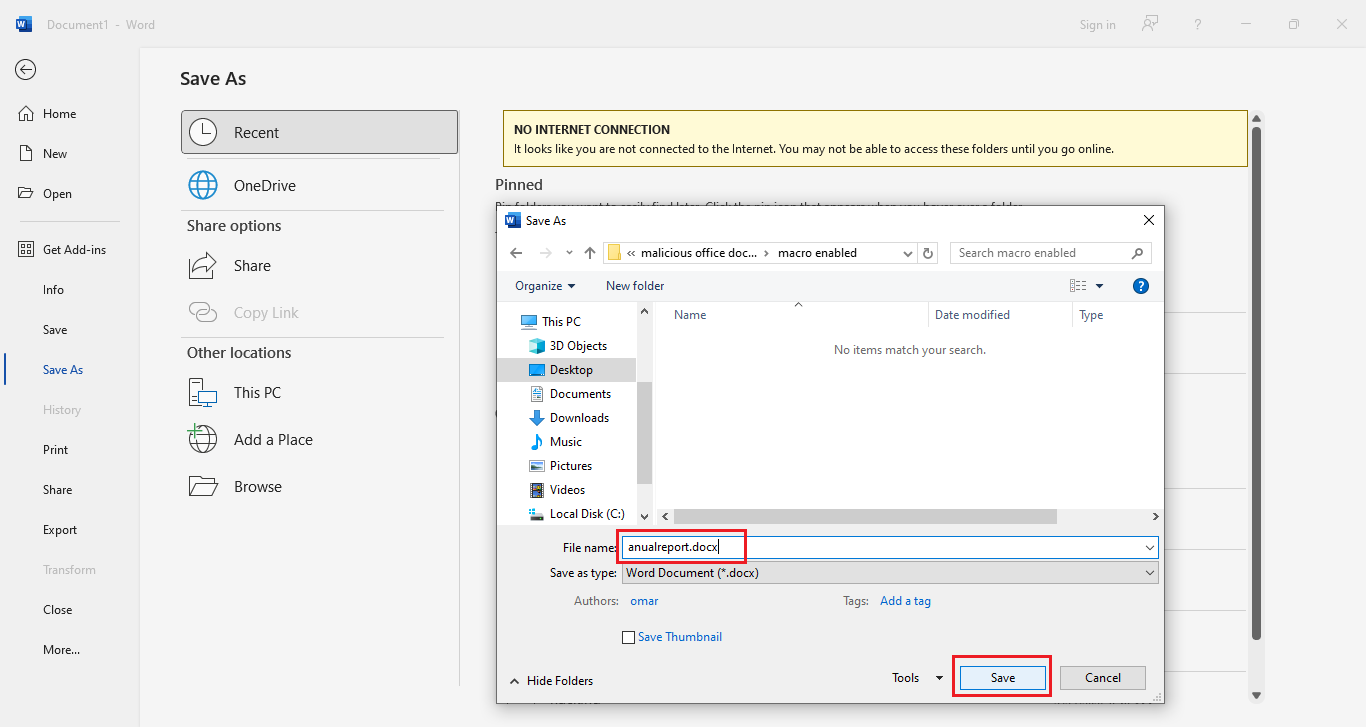 Document1 - Word
Sign in
?
Home
New
Open
Get Add-ins
Info
Save
Save As
History
Print
Share
Export
Transform
Close
More...
Save As
Recent
OneDrive
Share options
Share
Copy Link
Other locations
This PC
Add a Place
Browse
NO INTERNET CONNECTION
It looks like you are not connected to the Internet. You may not be able to access these folders until you go online.
Pinned
W Save As
« malicious office doc... > macro enabled
Search macro enabled
Organize
New folder
?
This PC
3D Objects
Desktop
Documents
Downloads
Music
Pictures
Videos
Local Disk (C:)
Name Date modified Type
No items match your search.
File name: anualreport.docx
Save as type: Word Document (*.docx)
Authors: omar
Tags: Add a tag
Save Thumbnail
Hide Folders
Tools
Save
Cancel